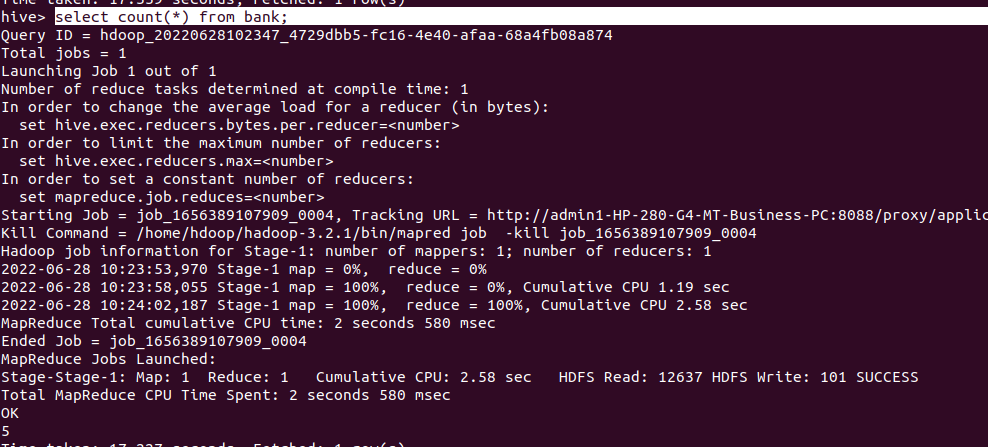 Time taken: 17.339 seconds, Fetched: 1 row(s)
hive> select count(*) from bank;
Query ID = hdoop_20220628102347_4729dbb5-fc16-4e40-afaa-68a4fb08a874
Total jobs = 1
Launching Job 1 out of 1
Number of reduce tasks determined at compile time: 1
In order to change the average load for a reducer (in bytes):
  set hive.exec.reducers.bytes.per.reducer=<number>
In order to limit the maximum number of reducers:
  set hive.exec.reducers.max=<number>
In order to set a constant number of reducers:
  set mapreduce.job.reduces=<number>
Starting Job = job_1656389107909_0004, Tracking URL = http://admin1-HP-280-G4-MT-Business-PC:8088/proxy/applic
Kill Command = /home/hdoop/hadoop-3.2.1/bin/mapred job  -kill job_1656389107909_0004
Hadoop job information for Stage-1: number of mappers: 1; number of reducers: 1
2022-06-28 10:23:53,970 Stage-1 map = 0%,  reduce = 0%
2022-06-28 10:23:58,055 Stage-1 map = 100%,  reduce = 0%, Cumulative CPU 1.19 sec
2022-06-28 10:24:02,187 Stage-1 map = 100%,  reduce = 100%, Cumulative CPU 2.58 sec
MapReduce Total cumulative CPU time: 2 seconds 580 msec
Ended Job = job_1656389107909_0004
MapReduce Jobs Launched:
Stage-Stage-1: Map: 1  Reduce: 1   Cumulative CPU: 2.58 sec   HDFS Read: 12637 HDFS Write: 101 SUCCESS
Total MapReduce CPU Time Spent: 2 seconds 580 msec
OK
5
Time taken: 17.227 seconds, Fetched: 1 row(s)